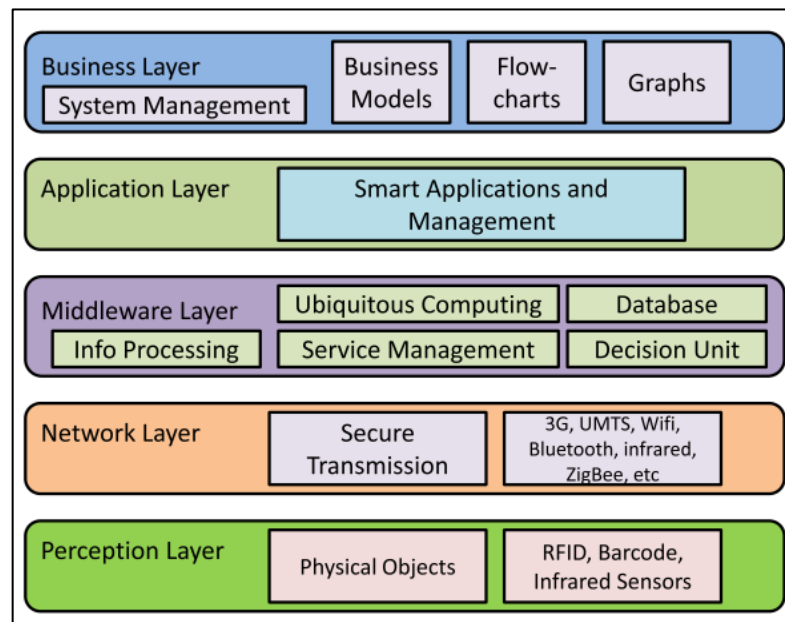 Business Layer
System Management
Business
Models
Flow-
charts
Graphs
Application Layer
Smart Applications and
Management
Middleware Layer
Ubiquitous Computing
Database
Info Processing
Service Management
Decision Unit
Network Layer
Secure
Transmission
3G, UMTS, Wifi,
Bluetooth, infrared,
ZigBee, etc
Perception Layer
Physical Objects
RFID, Barcode,
Infrared Sensors